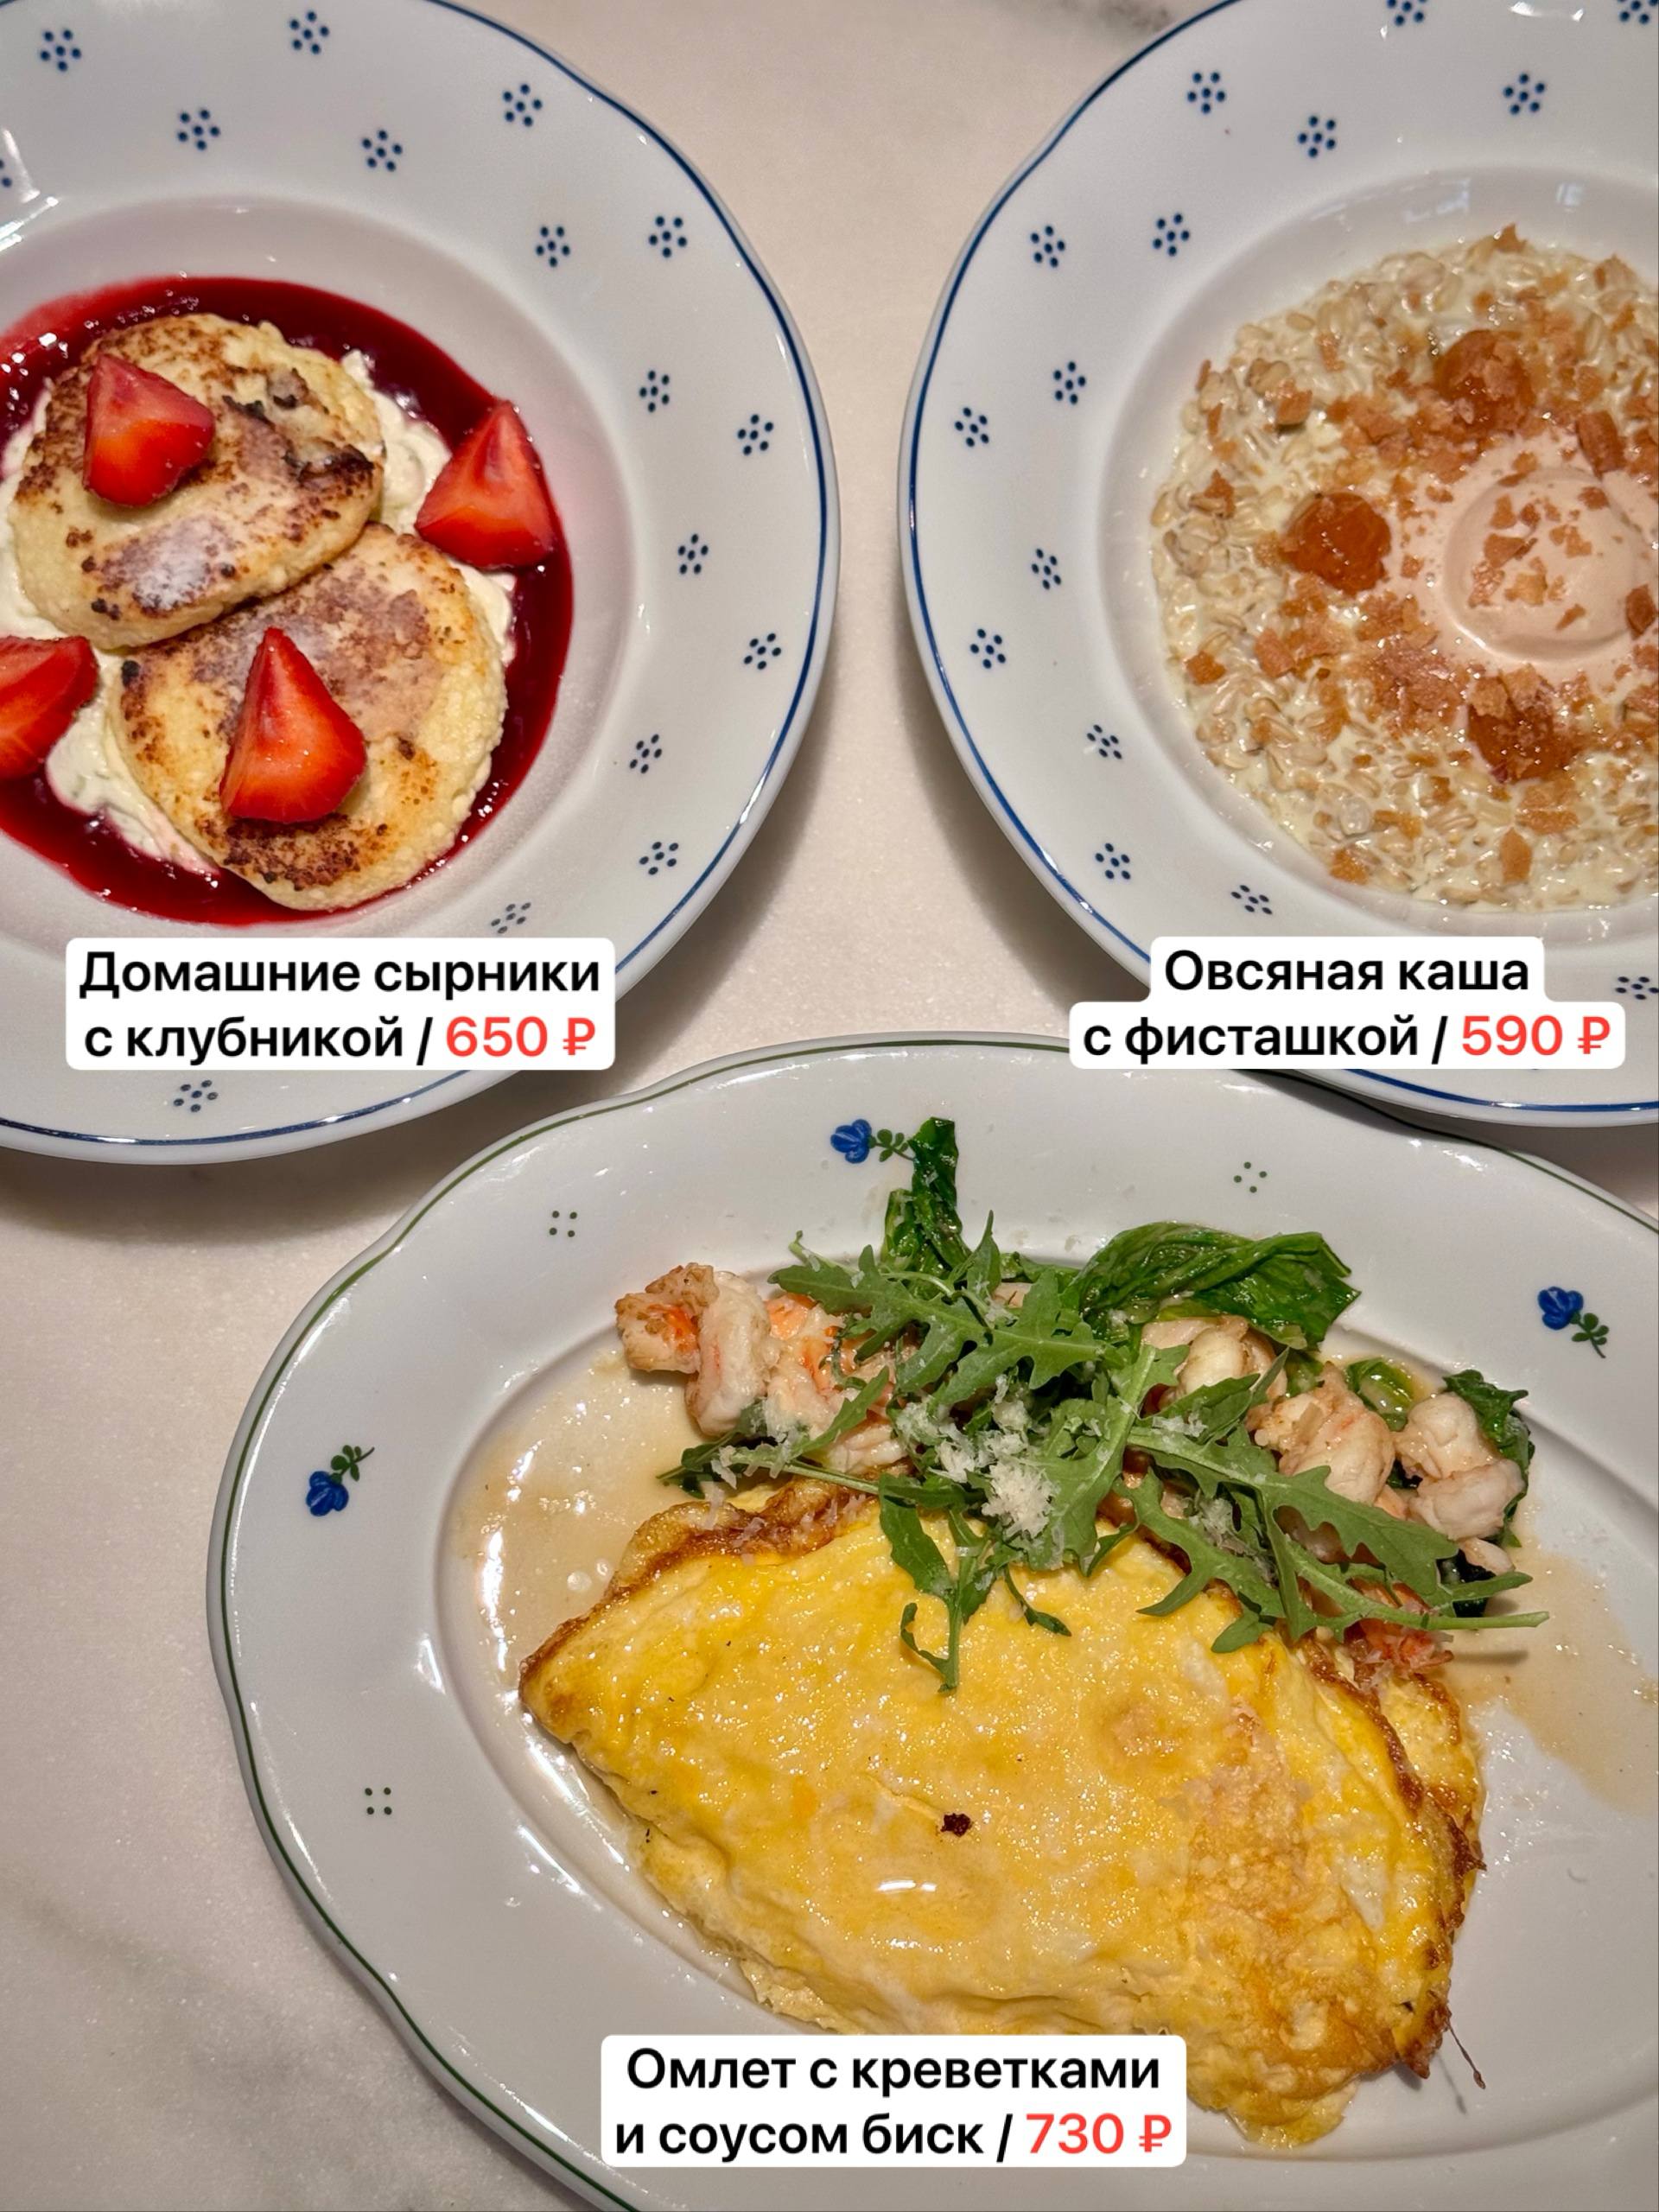 Домашние сырники
с клубникой / 650 ₽
Овсяная каша
с фисташкой / 590 ₽
Омлет с креветками
и соусом биск / 730 ₽